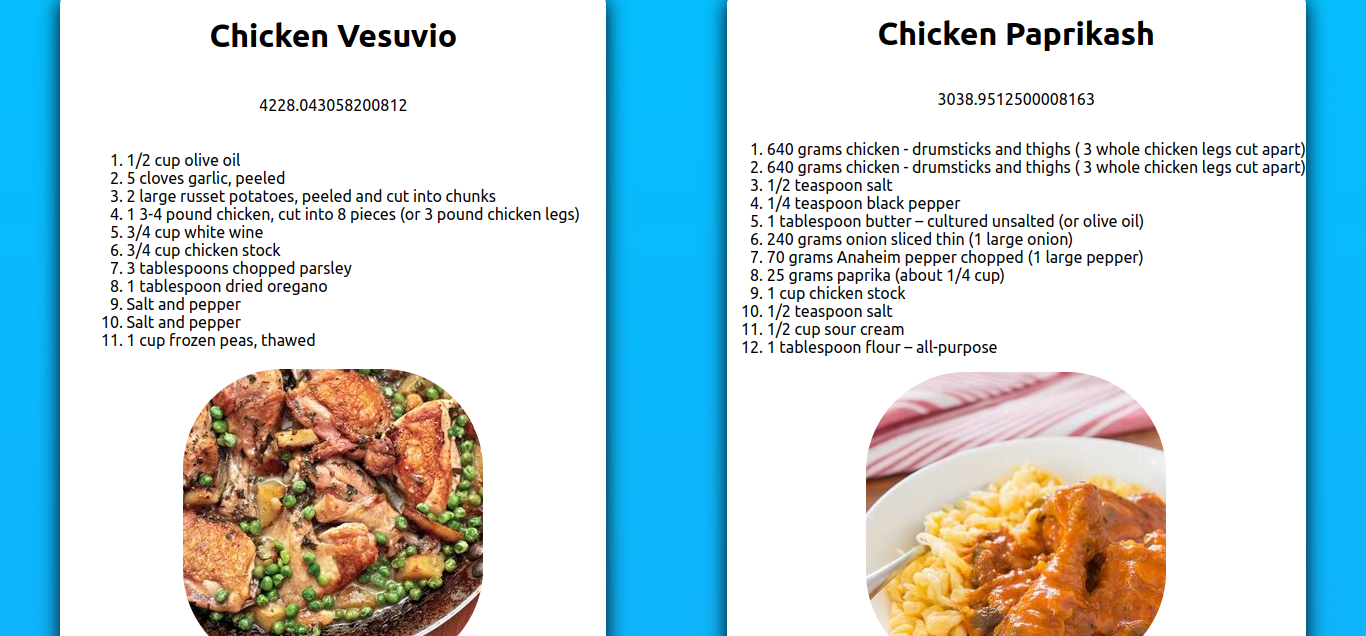 Chicken Vesuvio
4228.043058200812
1. 1/2 cup olive oil
2. 5 cloves garlic, peeled
3. 2 large russet potatoes, peeled and cut into chunks
4. 1 3-4 pound chicken, cut into 8 pieces (or 3 pound chicken legs)
5. 3/4 cup white wine
6. 3/4 cup chicken stock
7. 3 tablespoons chopped parsley
8. 1 tablespoon dried oregano
9. Salt and pepper
10. Salt and pepper
11. 1 cup frozen peas, thawed
Chicken Paprikash
3038.9512500008163
1. 640 grams chicken - drumsticks and thighs ( 3 whole chicken legs cut apart)
2. 640 grams chicken - drumsticks and thighs ( 3 whole chicken legs cut apart)
3. 1/2 teaspoon salt
4. 1/4 teaspoon black pepper
5. 1 tablespoon butter – cultured unsalted (or olive oil)
6. 240 grams onion sliced thin (1 large onion)
7. 70 grams Anaheim pepper chopped (1 large pepper)
8. 25 grams paprika (about 1/4 cup)
9. 1 cup chicken stock
10. 1/2 teaspoon salt
11. 1/2 cup sour cream
12. 1 tablespoon flour – all-purpose